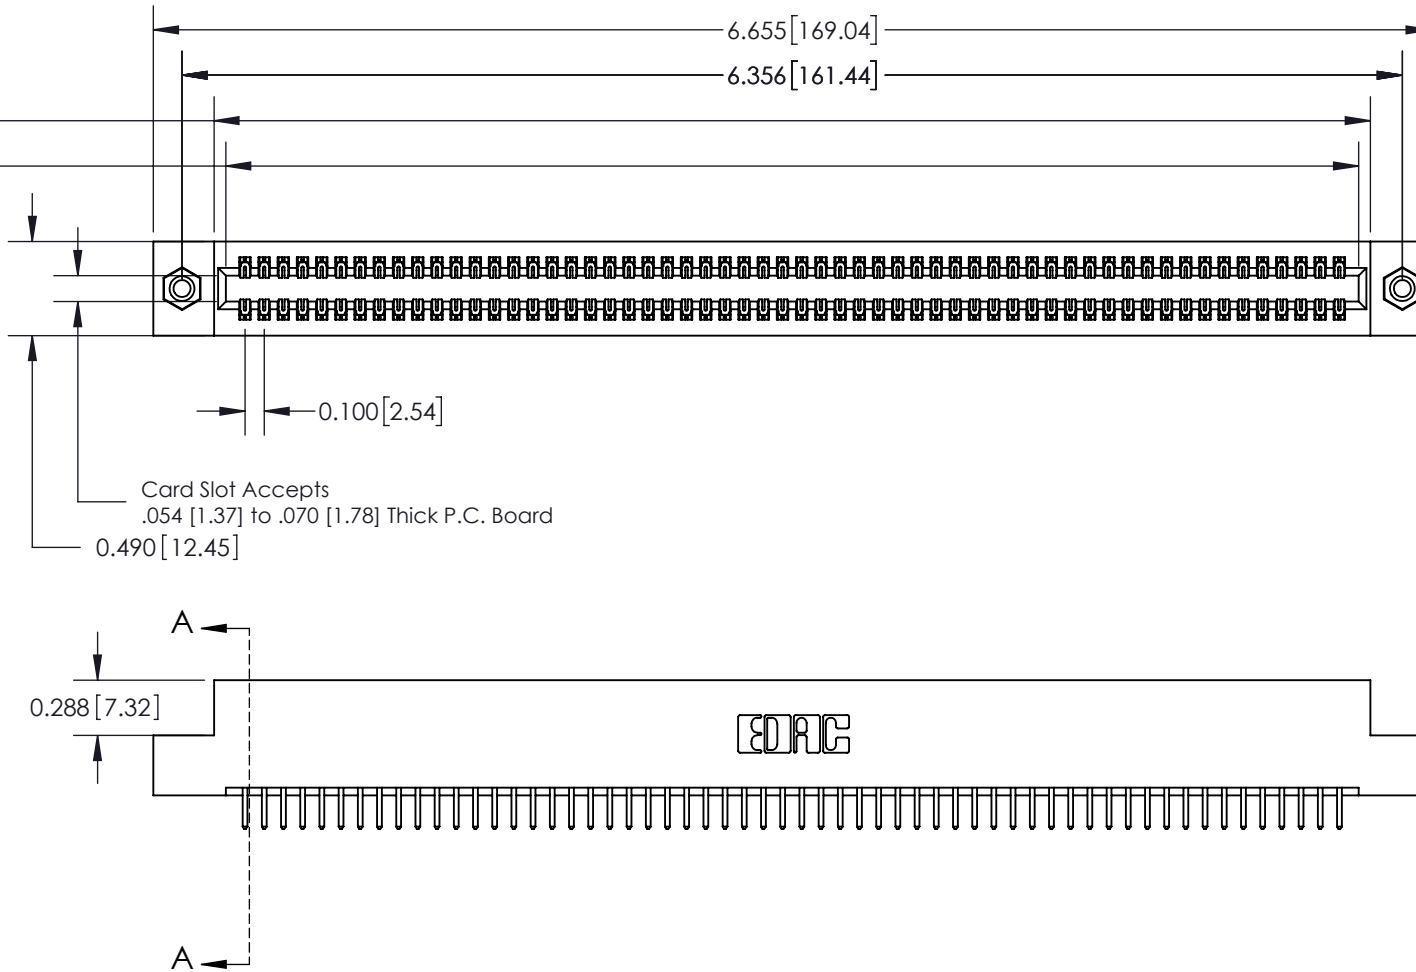 6.655[169.04]
6.356[161.44]
0.100[2.54]
Card Slot Accepts
.054 [1.37] to .070 [1.78] Thick P.C. Board
0.490[12.45]
A
0.288[7.32]
EDAC
A